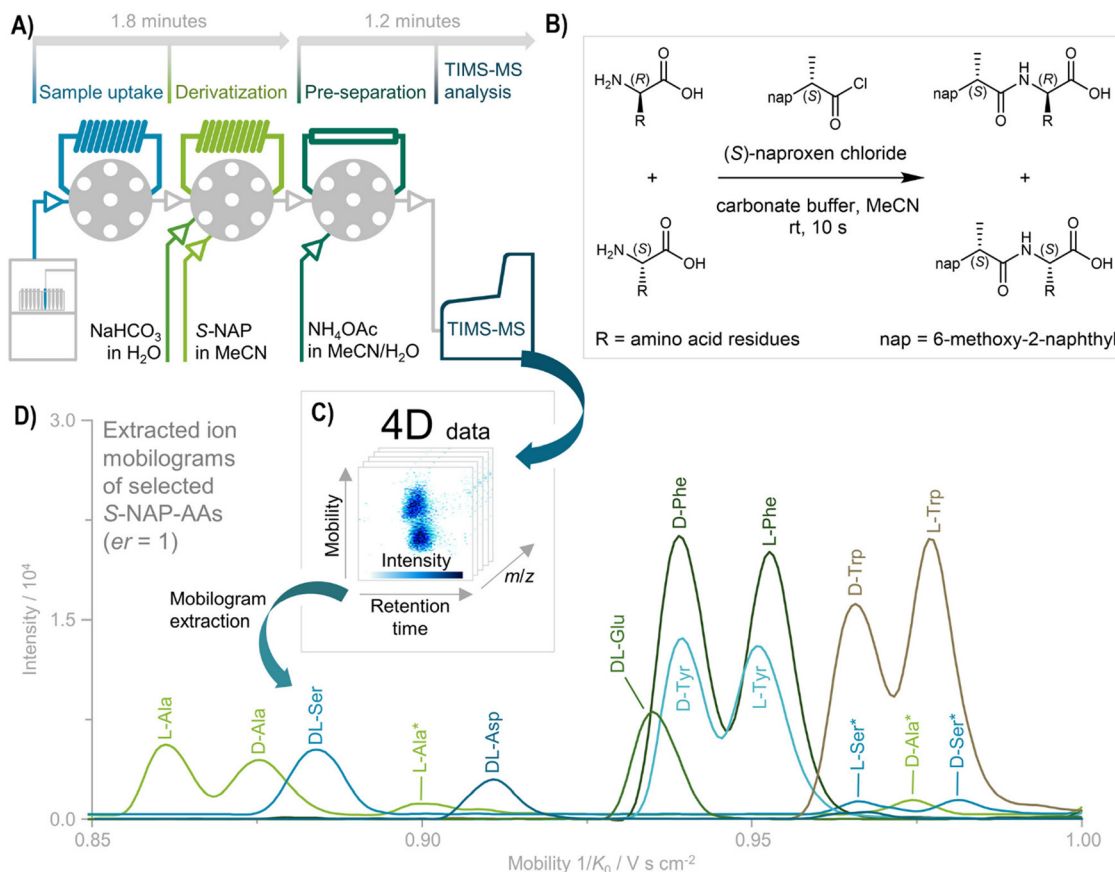 A)
1.8 minutes
1.2 minutes
Sample uptake
Derivatization
Pre-separation
TIMS-MS
analysis
NaHCO₃
in H₂O
S-NAP
in MeCN
NH₄OAc
in MeCN/H₂O
TIMS-MS
B)
H₂N
(R)
O
OH
R
nap
(S)
Cl
O
nap
(S)
O
H
N
(R)
R
O
OH
(S)-naproxen chloride
+
carbonate buffer, MeCN
rt, 10 s
+
H₂N
(S)
O
OH
R
nap
(S)
O
H
N
(S)
R
O
OH
R = amino acid residues
nap = 6-methoxy-2-naphthyl
C)
4D data
Mobility
Intensity
m/z
Retention
time
Mobilogram
extraction
D)
Extracted ion
mobilograms
of selected
S-NAP-AAs
(er = 1)
Intensity / 10⁴
3.0
1.5
0.0
L-Ala
D-Ala
DL-Ser
L-Ala*
DL-Asp
DL-Glu
D-Phe
D-Tyr
L-Phe
L-Tyr
D-Trp
L-Ser*
D-Ala*
L-Trp
D-Ser*
0.85
0.90
0.95
1.00
Mobility 1/K₀ / V s cm⁻²